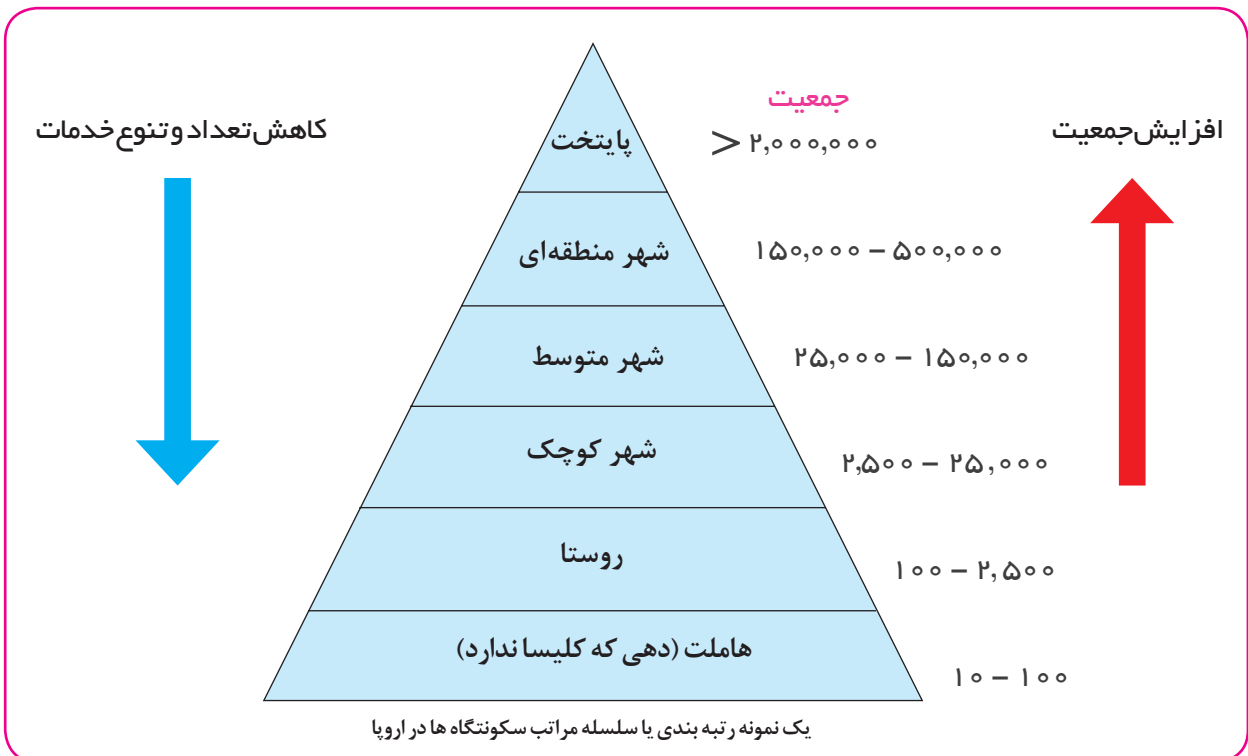 جمعیت
افزایش جمعیت
کاهش تعداد و تنوع خدمات
پایتخت
> ۲,۰۰۰,۰۰۰
شهر منطقه‌ای
۱۵۰,۰۰۰ – ۵۰۰,۰۰۰
شهر متوسط
۲۵,۰۰۰ – ۱۵۰,۰۰۰
شهر کوچک
۲,۵۰۰ – ۲۵,۰۰۰
روستا
۱۰۰ – ۲,۵۰۰
هاملت (دهی که کلیسا ندارد)
۱۰ – ۱۰۰
یک نمونه رتبه بندی یا سلسله مراتب سکونتگاه ها در اروپا